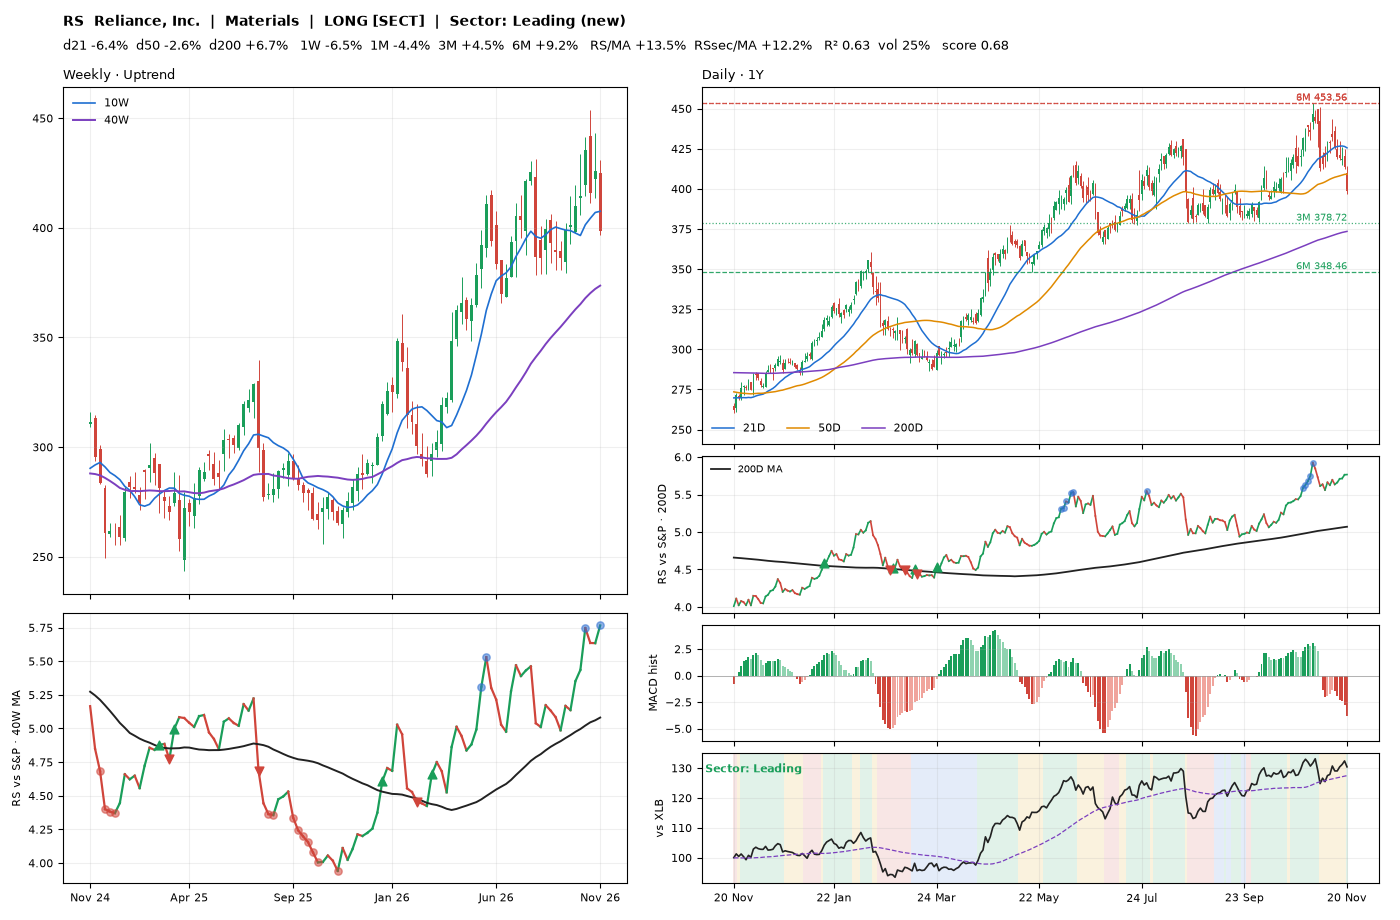 RS Reliance, Inc. | Materials | LONG [SECT] | Sector: Leading (new)
d21 -6.4% d50 -2.6% d200 +6.7% 1W -6.5% 1M -4.4% 3M +4.5% 6M +9.2% RS/MA +13.5% RSsec/MA +12.2% R² 0.63 vol 25% score 0.68
Weekly · Uptrend
10W
40W
450
400
350
300
250
RS vs S&P · 40W MA
5.75
5.50
5.25
5.00
4.75
4.50
4.25
4.00
Nov 24 Apr 25 Sep 25 Jan 26 Jun 26 Nov 26
Daily · 1Y
6M 453.56
3M 378.72
6M 348.46
450
425
400
375
350
325
300
275
250
21D 50D 200D
RS vs S&P · 200D
200D MA
6.0
5.5
5.0
4.5
4.0
MACD hist
2.5
0.0
−2.5
−5.0
vs XLB
Sector: Leading
130
120
110
100
20 Nov 22 Jan 24 Mar 22 May 24 Jul 23 Sep 20 Nov